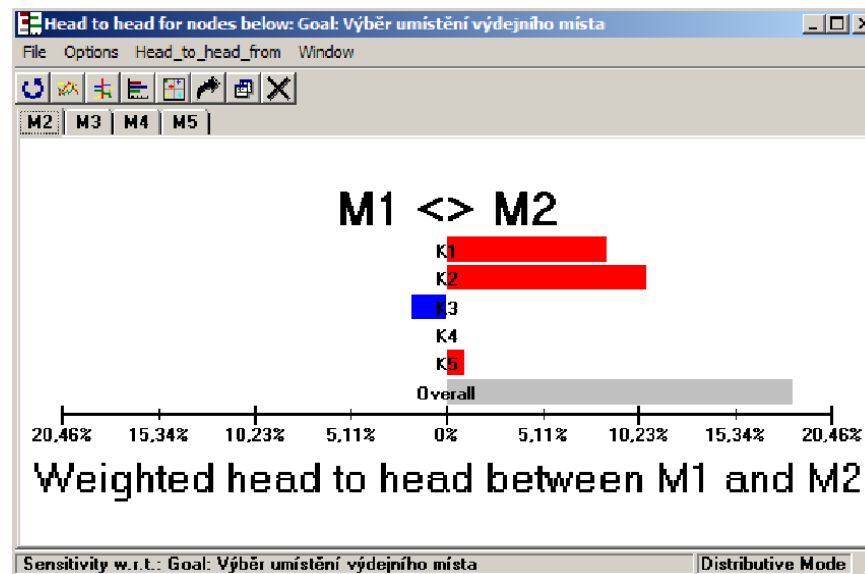 Head to head for nodes below: Goal: Výběr umístění výdejního místa
File Options Head_to_head_from Window
M2 M3 M4 M5
M1 <> M2
K1
K2
K3
K4
K5
Overall
20,46% 15,34% 10,23% 5,11% 0% 5,11% 10,23% 15,34% 20,46%
Weighted head to head between M1 and M2
Sensitivity w.r.t.: Goal: Výběr umístění výdejního místa Distributive Mode